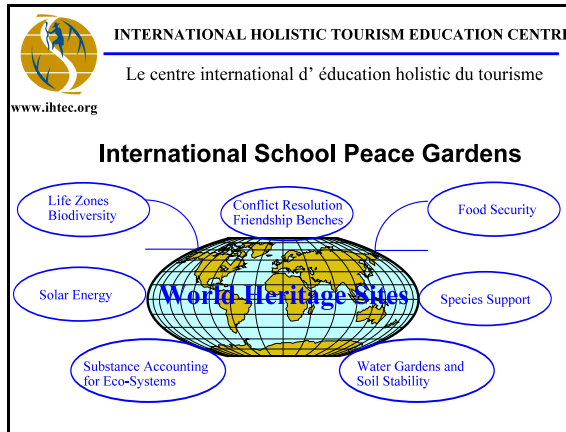 INTERNATIONAL HOLISTIC TOURISM EDUCATION CENTRE
Le centre international d' éducation holistic du tourisme
www.ihtec.org
International School Peace Gardens
Life Zones
Biodiversity
Conflict Resolution
Friendship Benches
Food Security
Solar Energy
World Heritage Sites
Species Support
Substance Accounting
for Eco-Systems
Water Gardens and
Soil Stability